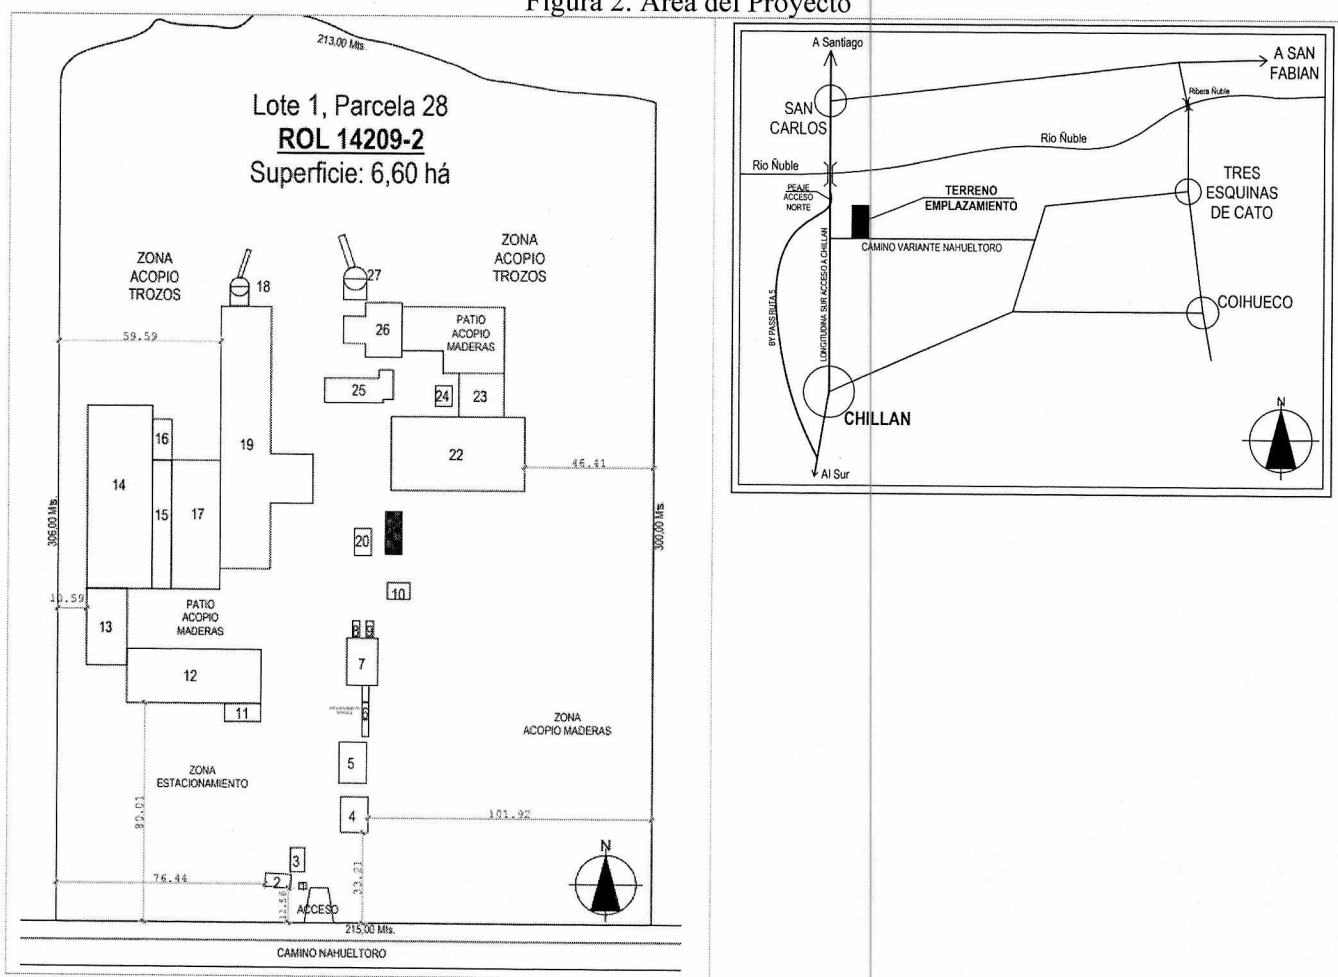 Figura 2. Área del Proyecto
213,00 Mts.
Lote 1, Parcela 28
ROL 14209-2
Superficie: 6,60 há
ZONA
ACOPIO
TROZOS
18
27
ZONA
ACOPIO
TROZOS
59.59
26
PATIO
ACOPIO
MADERAS
25
24
23
16
19
22
46.41
14
15
17
306,00 Mts.
300,00 Mts.
20
10
13
PATIO
ACOPIO
MADERAS
8
9
7
12
11
ZONA
ACOPIO MADERAS
5
ZONA
ESTACIONAMIENTO
4
101.92
80.01
33.21
3
2
76.44
N
ACCESO
215,00 Mts.
CAMINO NAHUELTORO
A Santiago
A SAN
FABIAN
SAN
CARLOS
Ribera Ñuble
Rio Ñuble
Rio Ñuble
PEAJE
ACCESO
NORTE
TERRENO
EMPLAZAMIENTO
TRES
ESQUINAS
DE CATO
CAMINO VARIANTE NAHUELTORO
BY PASS RUTA 5
LONGITUDINA SUR ACCESO A CHILLAN
COIHUECO
CHILLAN
N
Al Sur